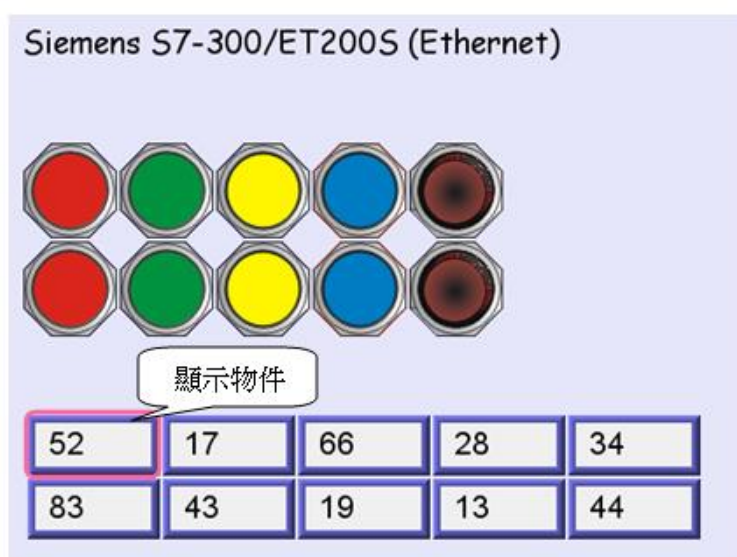 Siemens S7-300/ET200S (Ethernet)
顯示物件
52 17 66 28 34
83 43 19 13 44